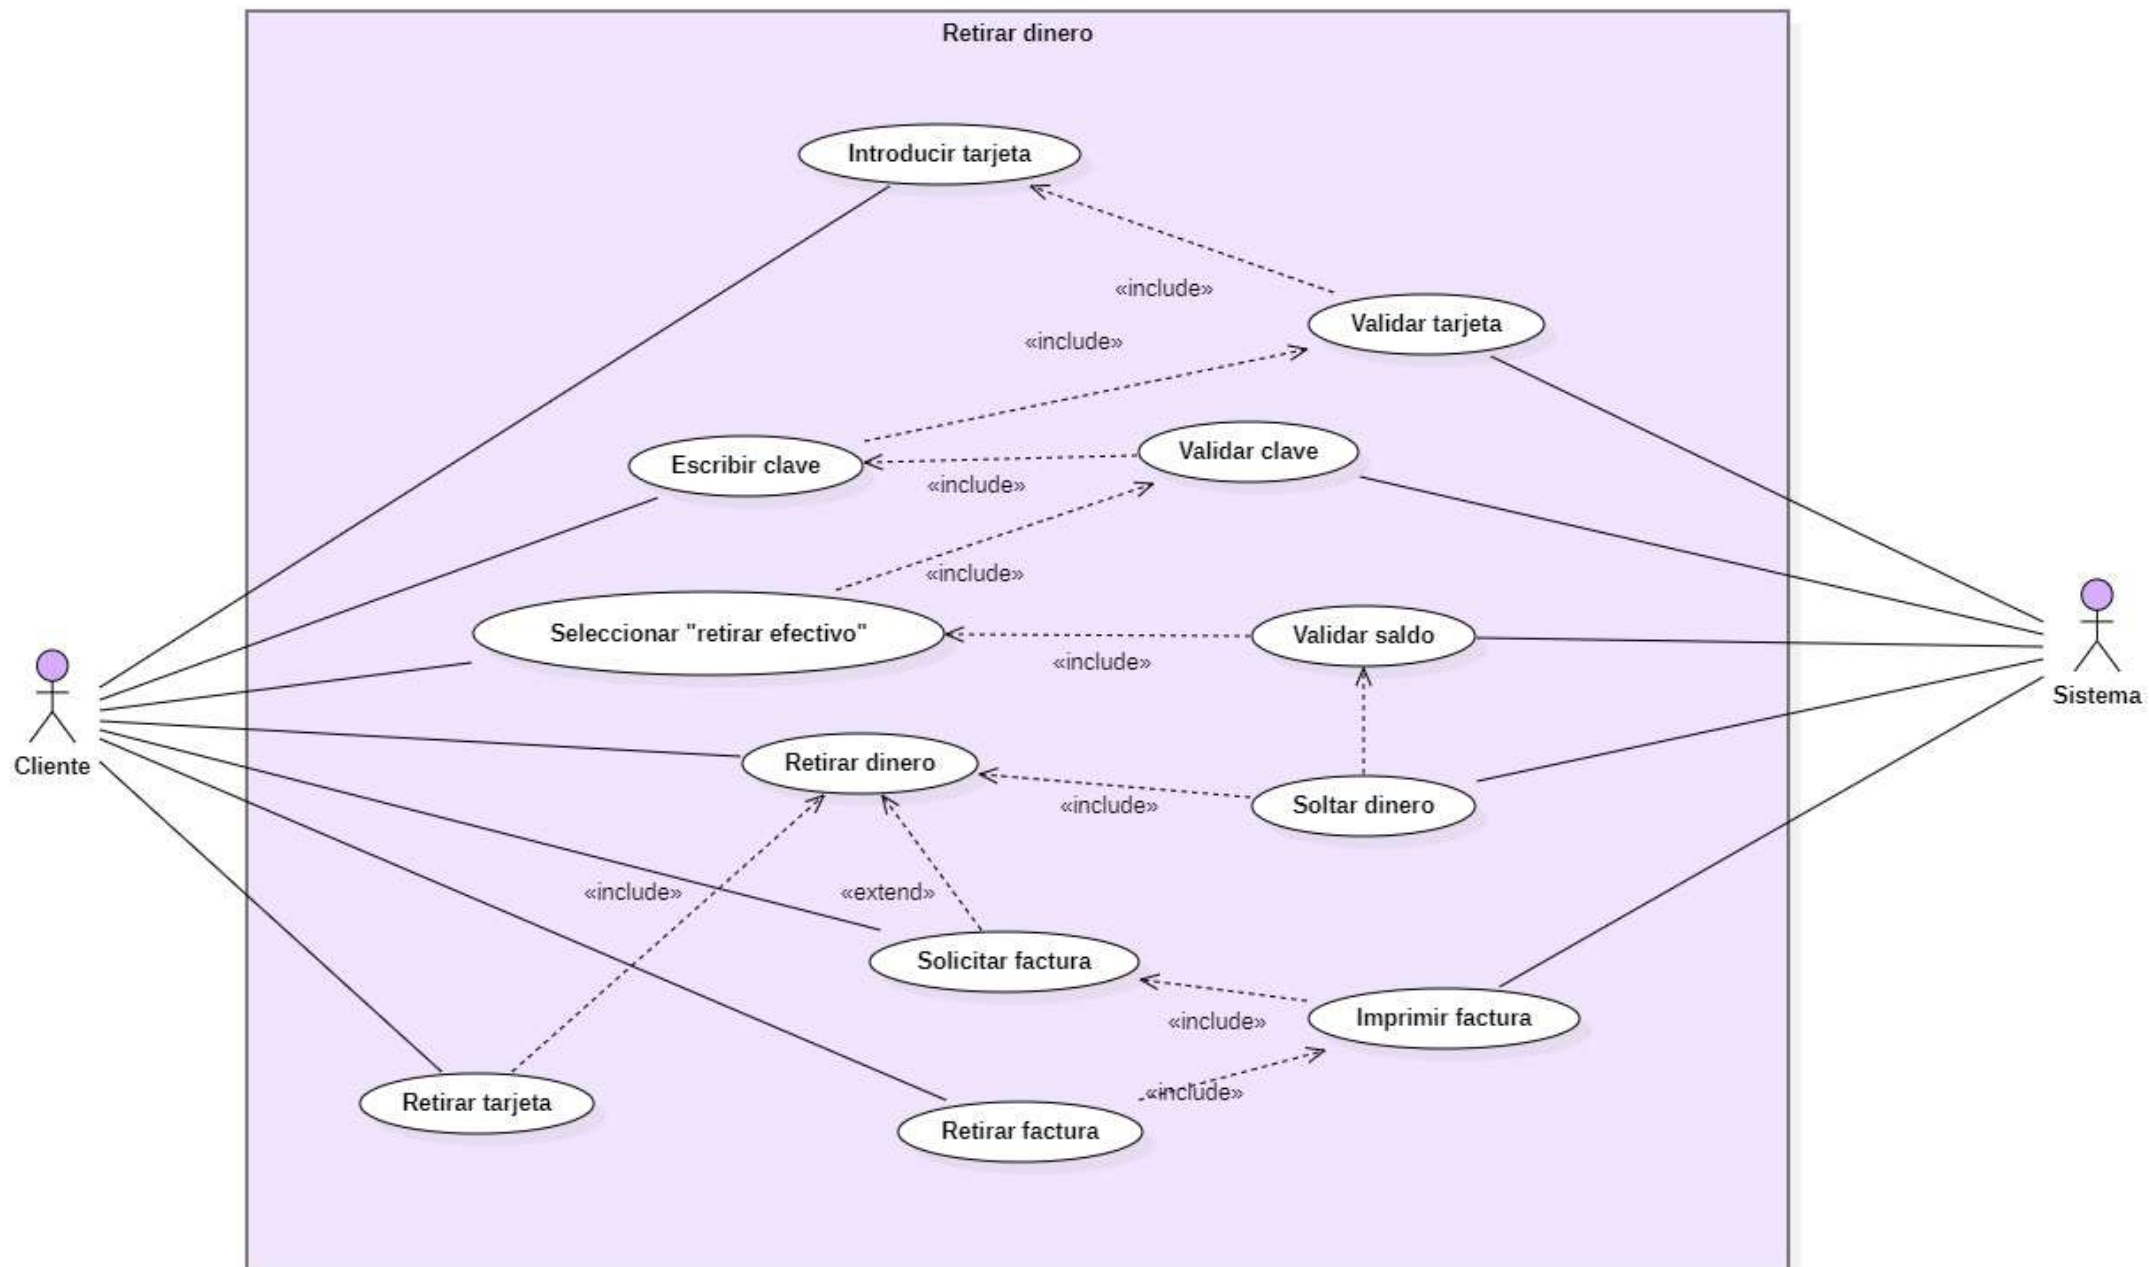 Retirar dinero
Introducir tarjeta
«include»
Validar tarjeta
«include»
Validar clave
Escribir clave
«include»
«include»
Seleccionar "retirar efectivo"
Validar saldo
«include»
Sistema
Retirar dinero
Cliente
«include»
Soltar dinero
«include»
«extend»
Solicitar factura
«include»
Imprimir factura
«include»
Retirar tarjeta
Retirar factura